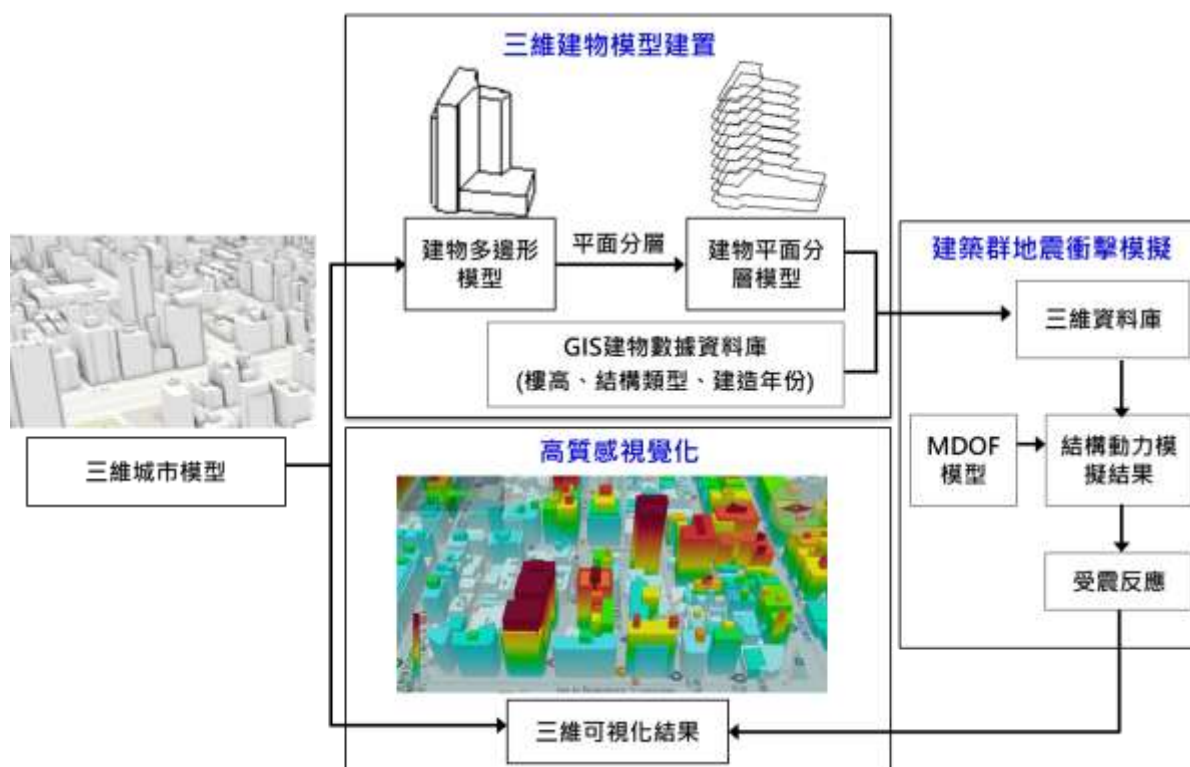 三維建物模型建置
建物多邊形
模型
平面分層
建物平面分
層模型
GIS建物數據資料庫
(樓高、結構類型、建造年份)
三維城市模型
高質感視覺化
三維可視化結果
建築群地震衝擊模擬
三維資料庫
MDOF
模型
結構動力模
擬結果
受震反應